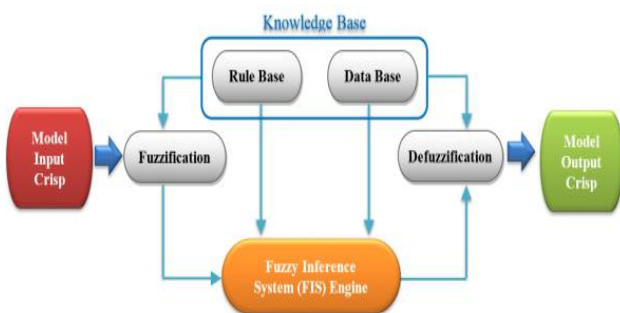 Knowledge Base
Rule Base
Data Base
Model
Input
Crisp
Fuzzification
Defuzzification
Model
Output
Crisp
Fuzzy Inference
System (FIS) Engine